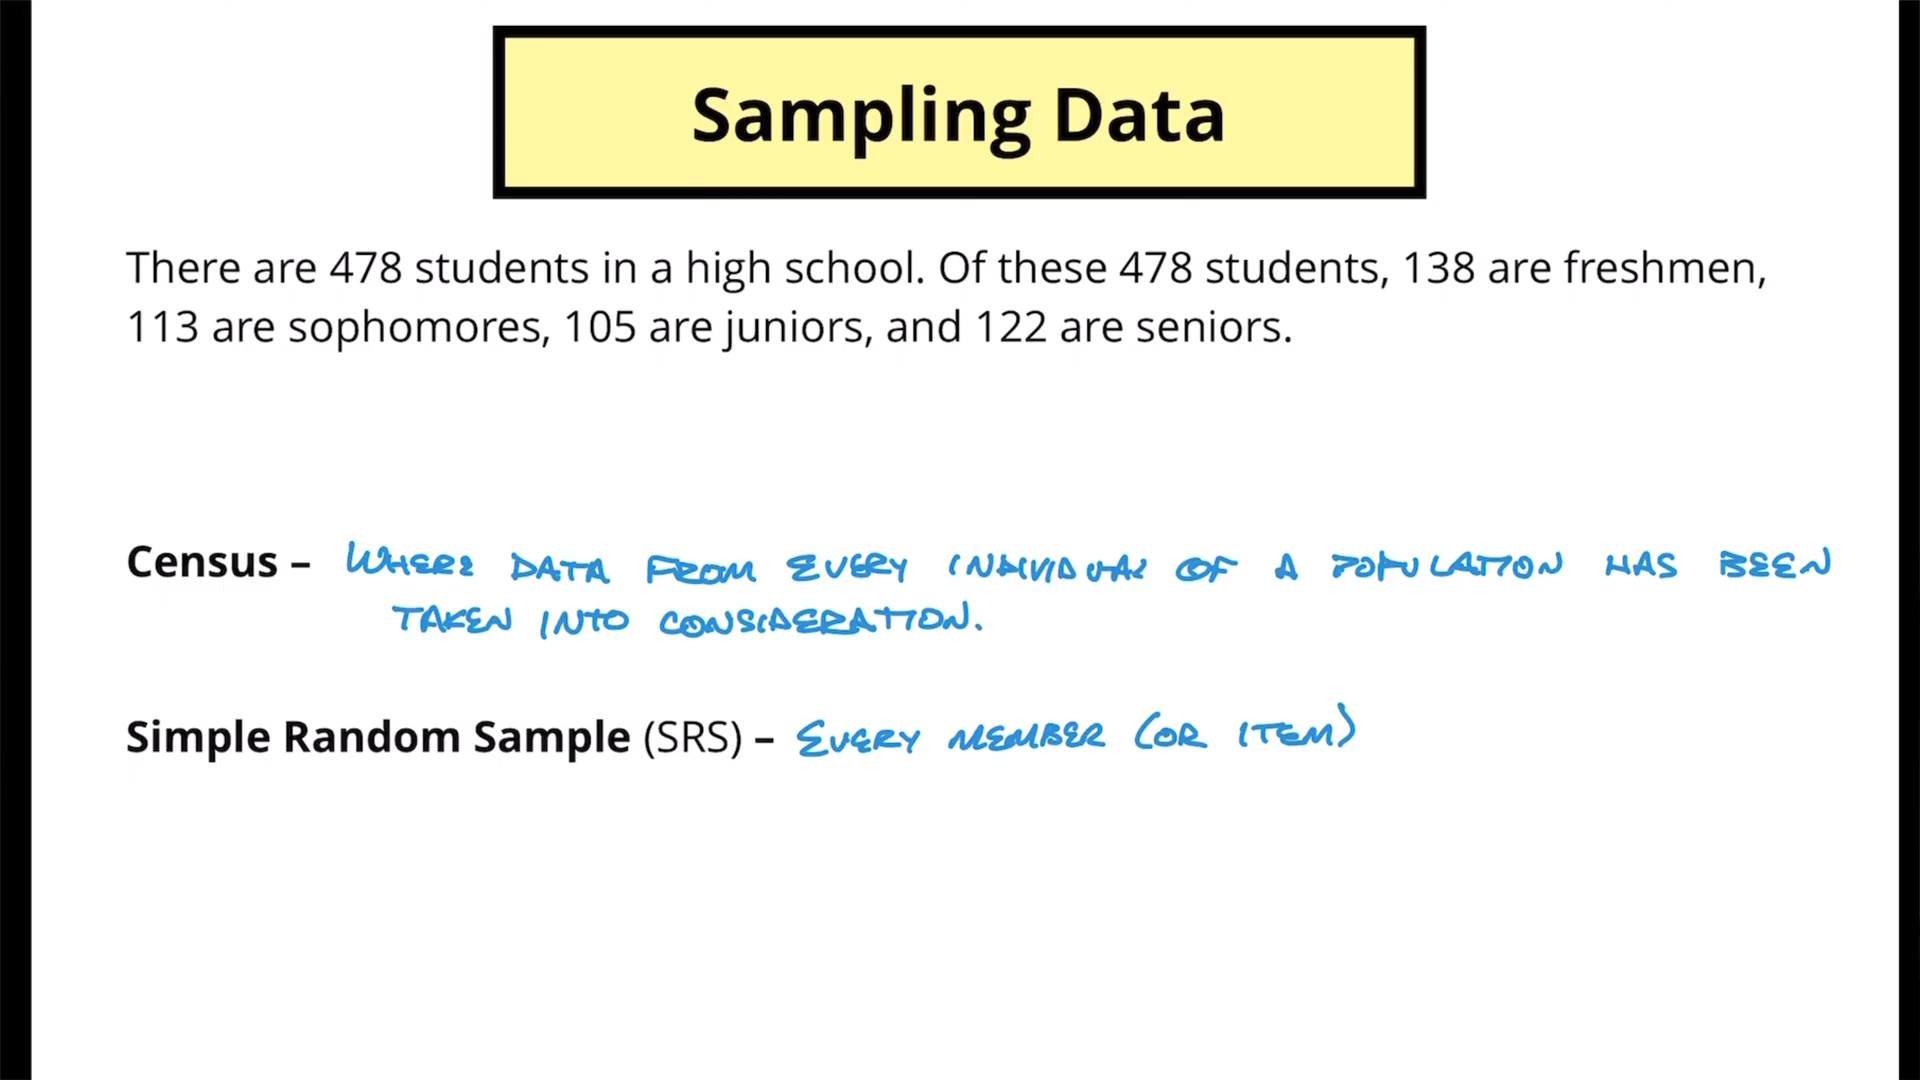 Sampling Data
There are 478 students in a high school. Of these 478 students, 138 are freshmen,
113 are sophomores, 105 are juniors, and 122 are seniors.
Census – WHERE DATA FROM EVERY INDIVIDUAL OF A POPULATION HAS BEEN
TAKEN INTO CONSIDERATION.
Simple Random Sample (SRS) – EVERY MEMBER (OR ITEM)